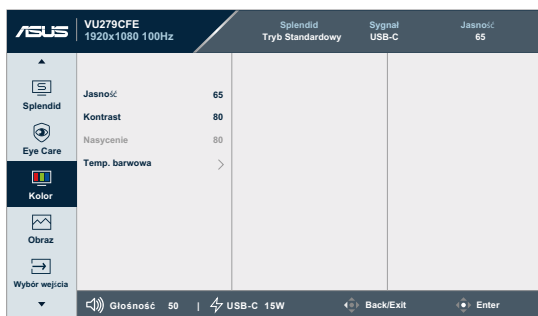 ASUS
VU279CFE
1920x1080 100Hz
Splendid
Tryb Standardowy
Sygnał
USB-C
Jasność
65
Splendid
Eye Care
Kolor
Obraz
Wybór wejścia
Jasność 65
Kontrast 80
Nasycenie 80
Temp. barwowa
Głośność 50 | USB-C 15W Back/Exit Enter